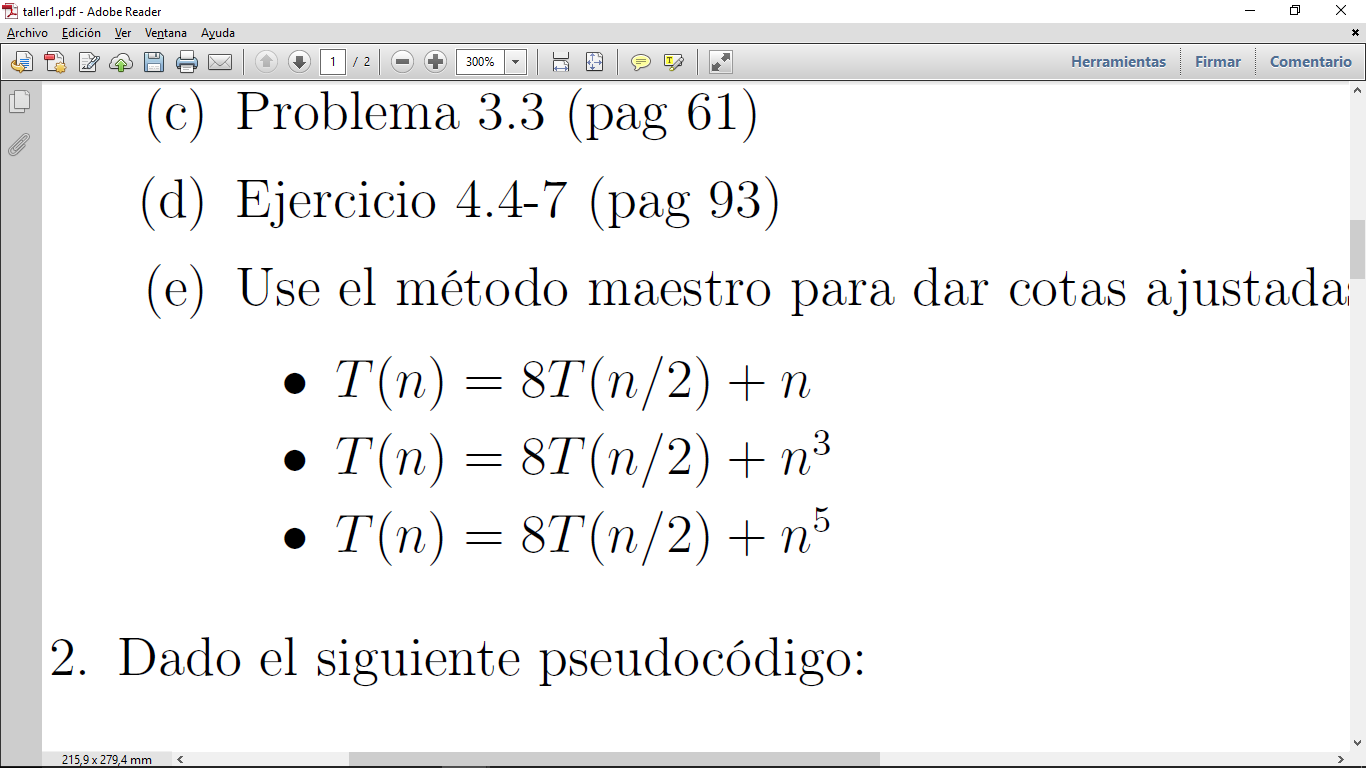 taller1.pdf - Adobe Reader
Archivo Edición Ver Ventana Ayuda
1 / 2 300% Herramientas Firmar Comentario
(c) Problema 3.3 (pag 61)
(d) Ejercicio 4.4-7 (pag 93)
(e) Use el método maestro para dar cotas ajustadas
• T(n) = 8T(n/2) + n
• T(n) = 8T(n/2) + n³
• T(n) = 8T(n/2) + n⁵
2. Dado el siguiente pseudocódigo:
215,9 x 279,4 mm